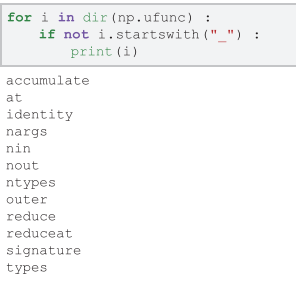 for i in dir(np.ufunc) :
    if not i.startswith("_") :
        print(i)
accumulate
at
identity
nargs
nin
nout
ntypes
outer
reduce
reduceat
signature
types